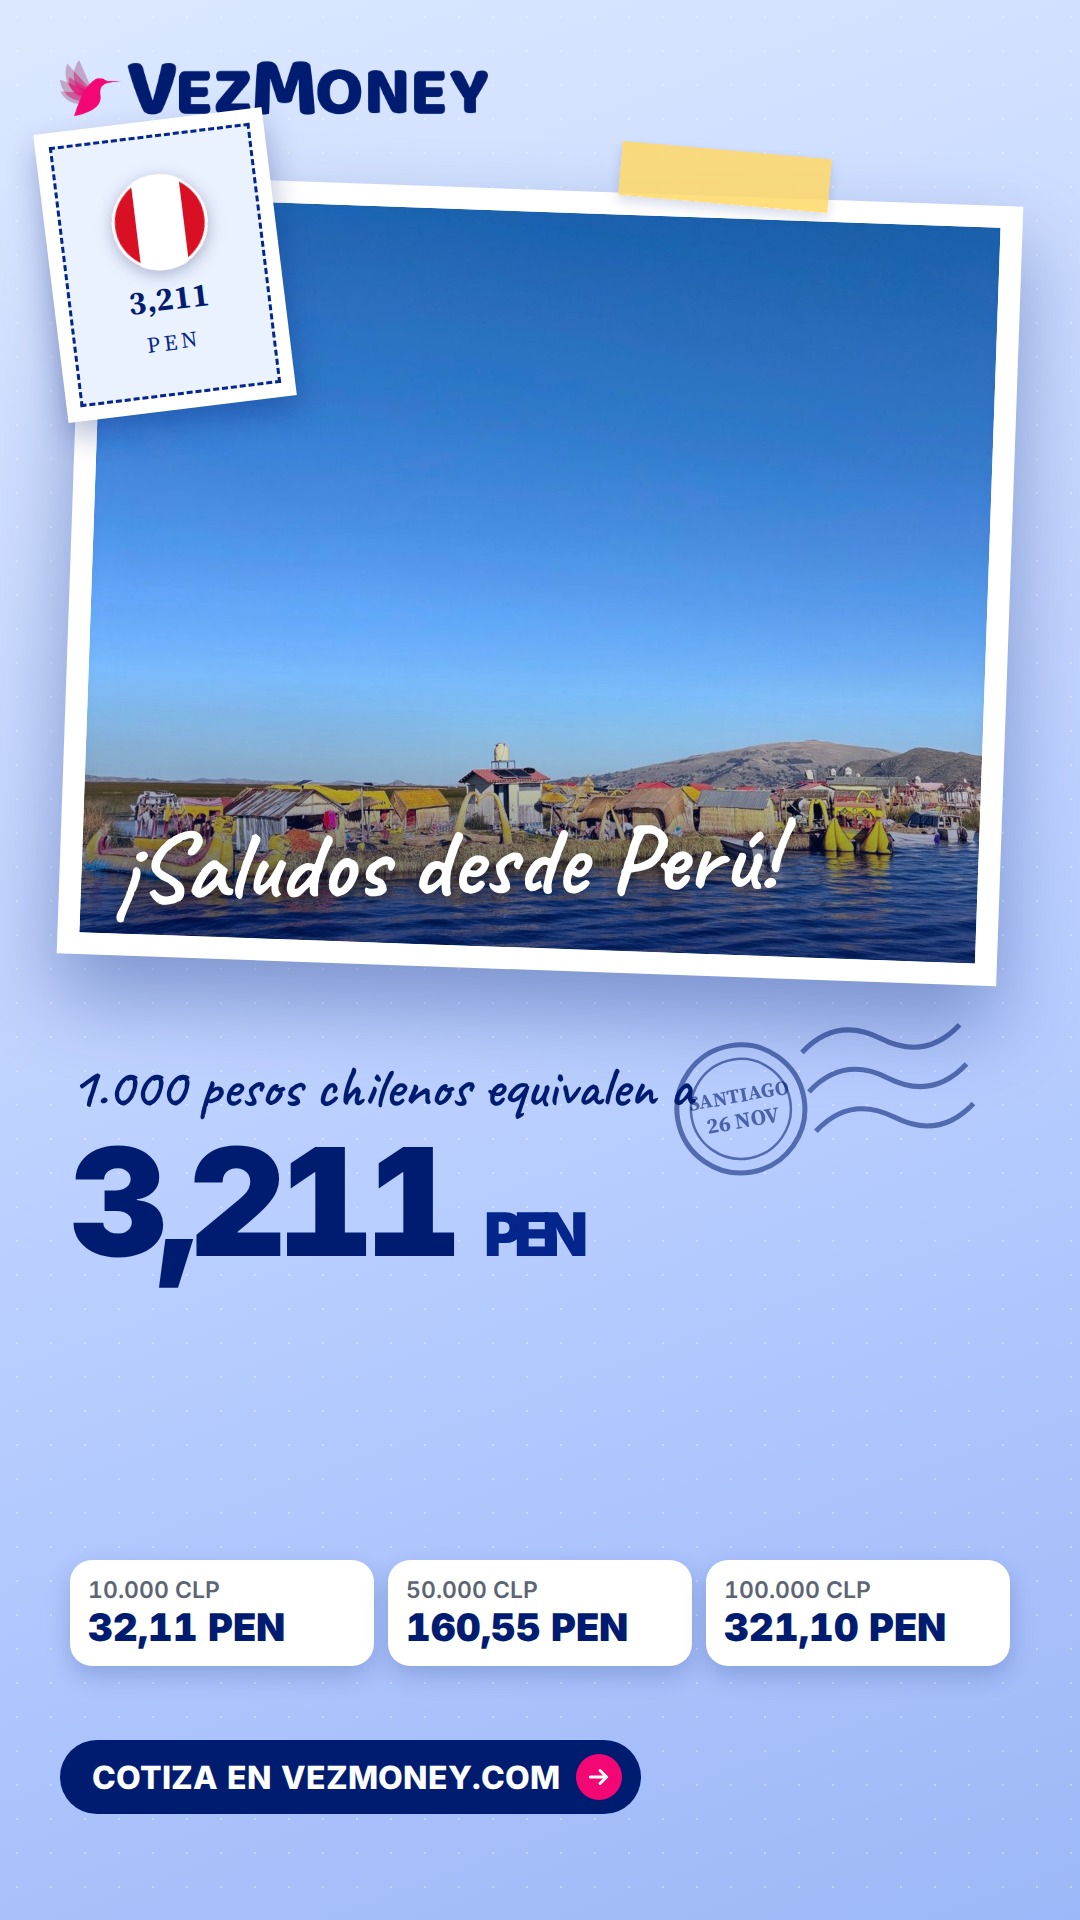 VEZMONEY
3,211
PEN
¡Saludos desde Perú!
1.000 pesos chilenos equivalen a
SANTIAGO
26 NOV
3,211 PEN
10.000 CLP
32,11 PEN
50.000 CLP
160,55 PEN
100.000 CLP
321,10 PEN
COTIZA EN VEZMONEY.COM